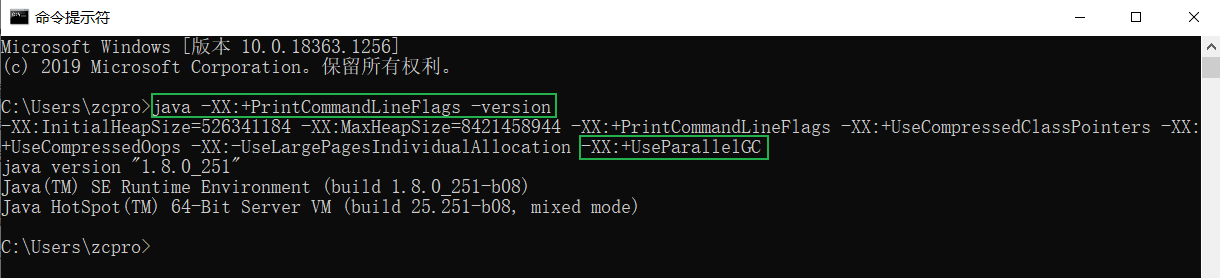 命令提示符
Microsoft Windows [版本 10.0.18363.1256]
(c) 2019 Microsoft Corporation。保留所有权利。
C:\Users\zcpro>java -XX:+PrintCommandLineFlags -version
-XX:InitialHeapSize=526341184 -XX:MaxHeapSize=8421458944 -XX:+PrintCommandLineFlags -XX:+UseCompressedClassPointers -XX:
+UseCompressedOops -XX:-UseLargePagesIndividualAllocation -XX:+UseParallelGC
java version "1.8.0_251"
Java(TM) SE Runtime Environment (build 1.8.0_251-b08)
Java HotSpot(TM) 64-Bit Server VM (build 25.251-b08, mixed mode)
C:\Users\zcpro>